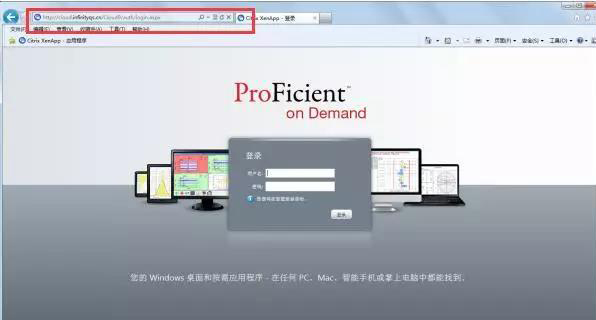 http://cloud.infinityqs.cn/Cloud9/auth/login.aspx
Citrix XenApp - 登录
文件(F) 编辑(E) 查看(V) 收藏夹(A) 工具(T) 帮助(H)
Citrix XenApp - 应用程序
页面(P) 安全(S) 工具(O)
ProFicient™
on Demand
登录
用户名:
密码:
登录
您的 Windows 桌面和按需应用程序 - 在任何 PC、Mac、智能手机或掌上电脑中都能找到。